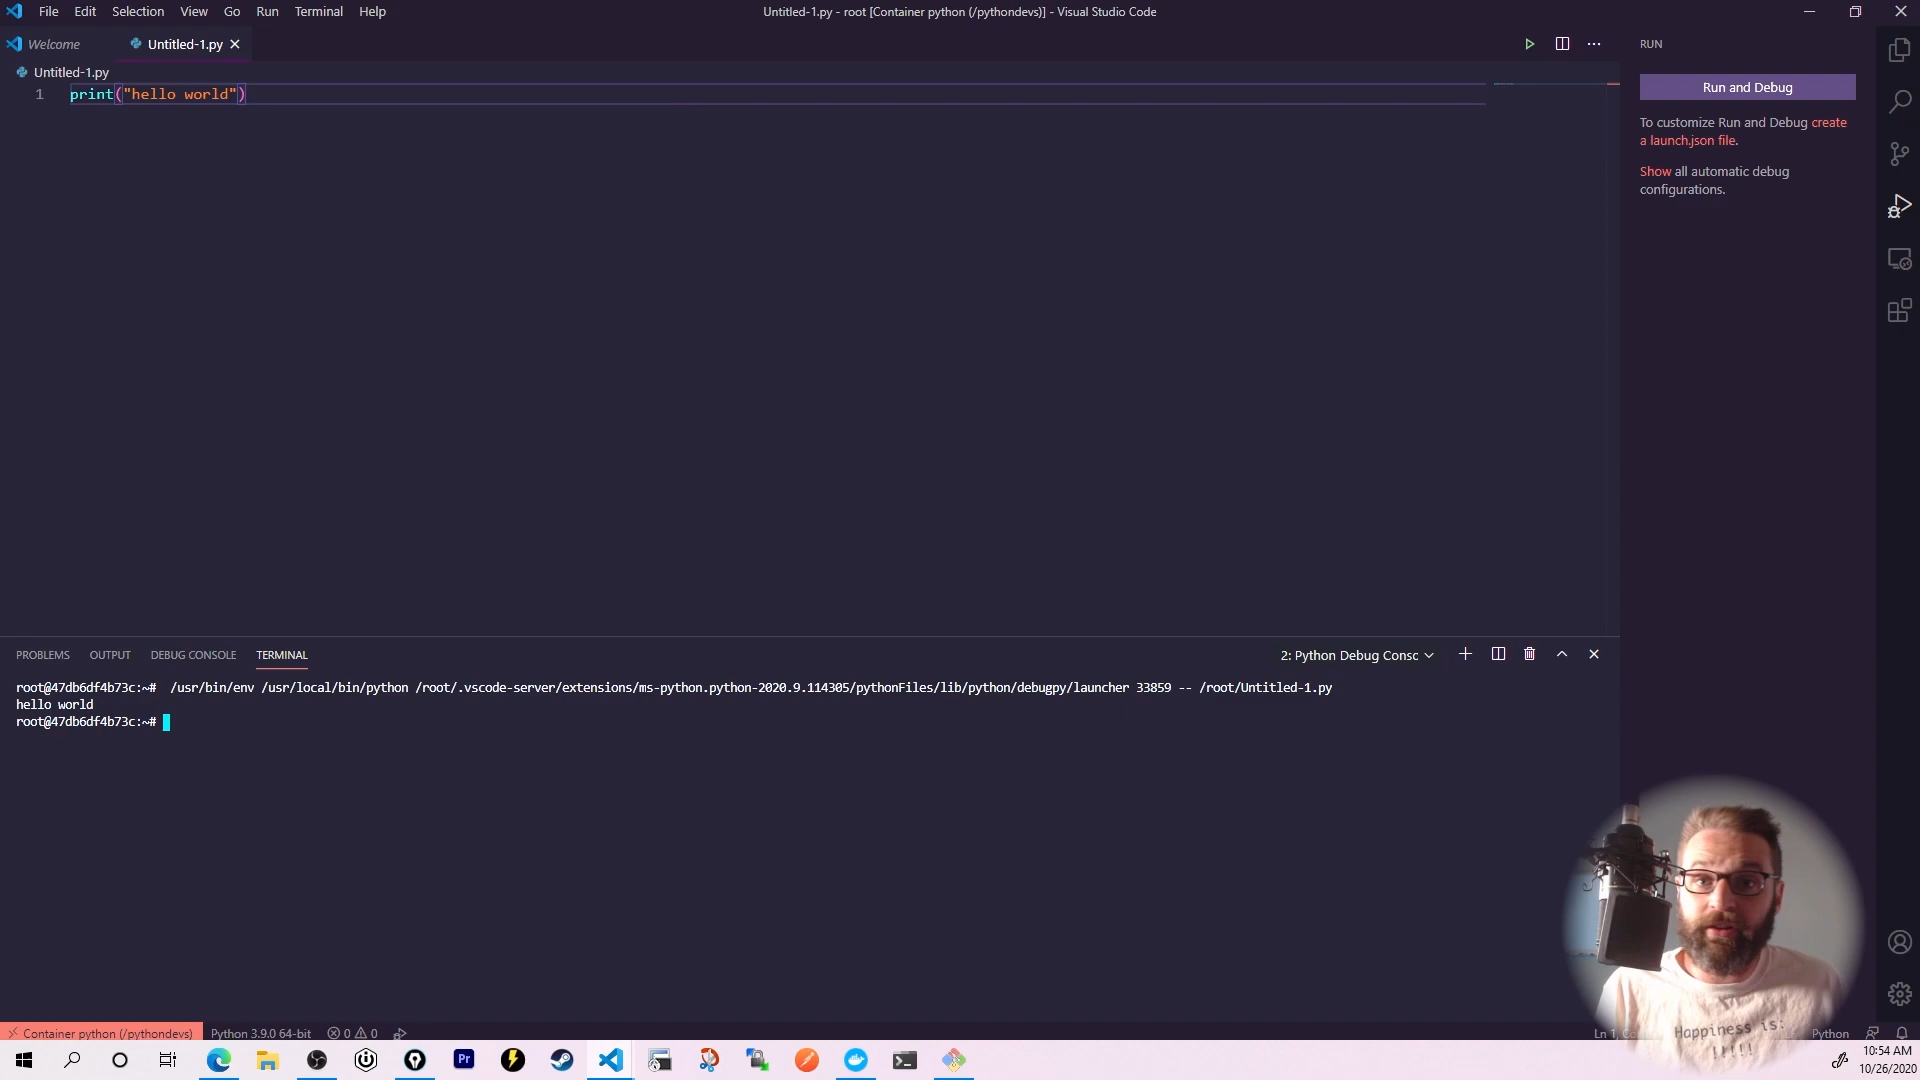 File Edit Selection View Go Run Terminal Help
Untitled-1.py - root [Container python (/pythondevs)] - Visual Studio Code
Welcome
Untitled-1.py
Untitled-1.py
1 print("hello world")
RUN
Run and Debug
To customize Run and Debug create
a launch.json file.
Show all automatic debug
configurations.
PROBLEMS OUTPUT DEBUG CONSOLE TERMINAL
2: Python Debug Consc
root@47db6df4b73c:~# /usr/bin/env /usr/local/bin/python /root/.vscode-server/extensions/ms-python.python-2020.9.114305/pythonFiles/lib/python/debugpy/launcher 33859 -- /root/Untitled-1.py
hello world
root@47db6df4b73c:~#
Happiness is:
!!!!!
Container python (/pythondevs) Python 3.9.0 64-bit 0 0
Ln 1, Python
Pr
10:54 AM
10/26/2020